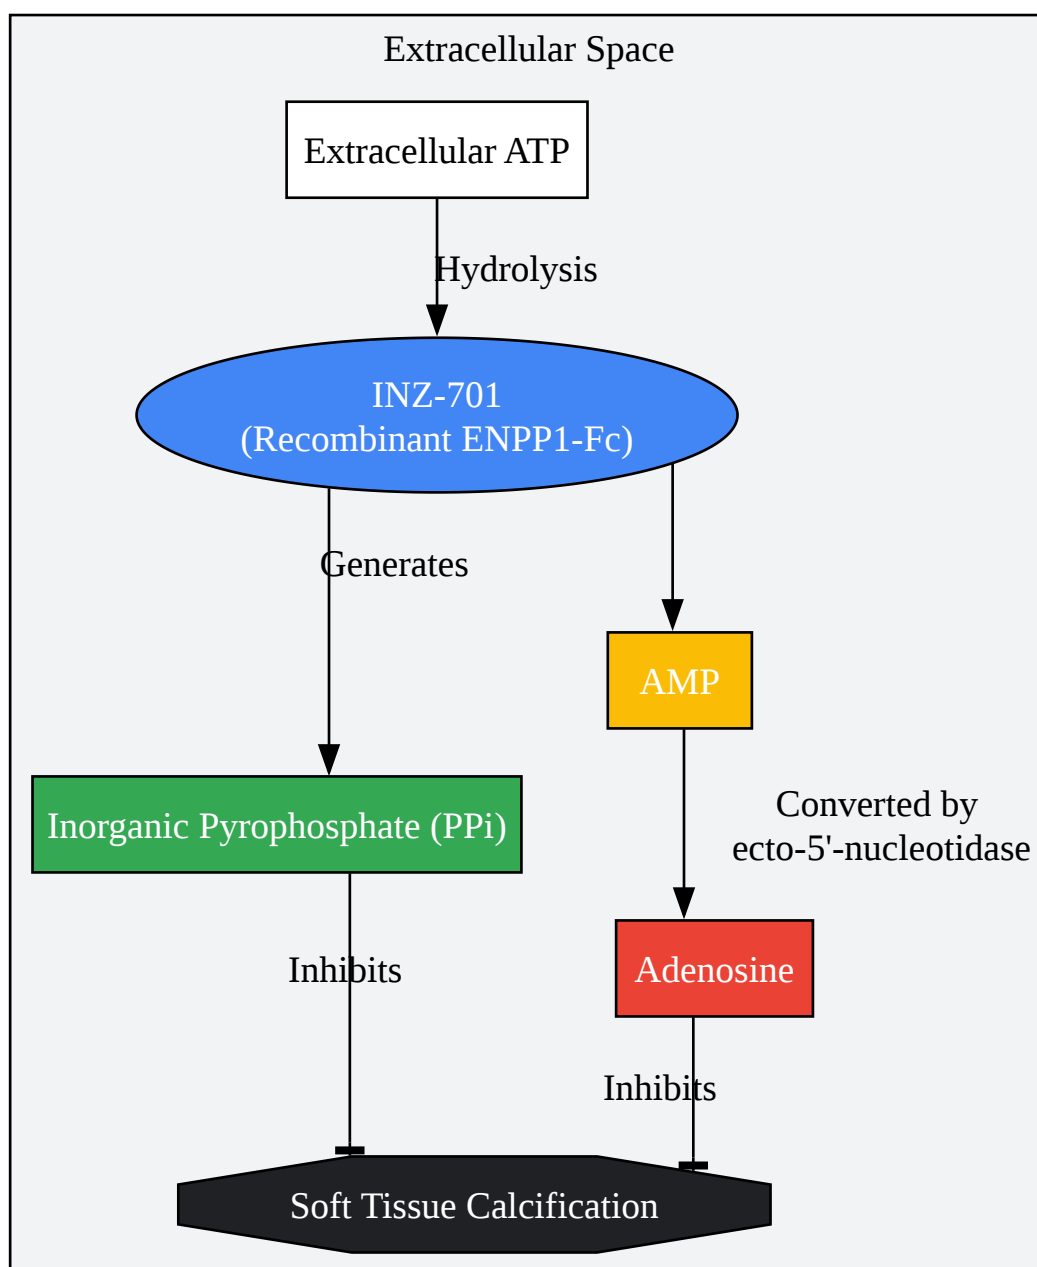 Extracellular Space
Extracellular ATP
Hydrolysis
INZ-701
(Recombinant ENPP1-Fc)
Generates
AMP
Inorganic Pyrophosphate (PPi)
Converted by
ecto-5'-nucleotidase
Inhibits
Adenosine
Inhibits
Soft Tissue Calcification